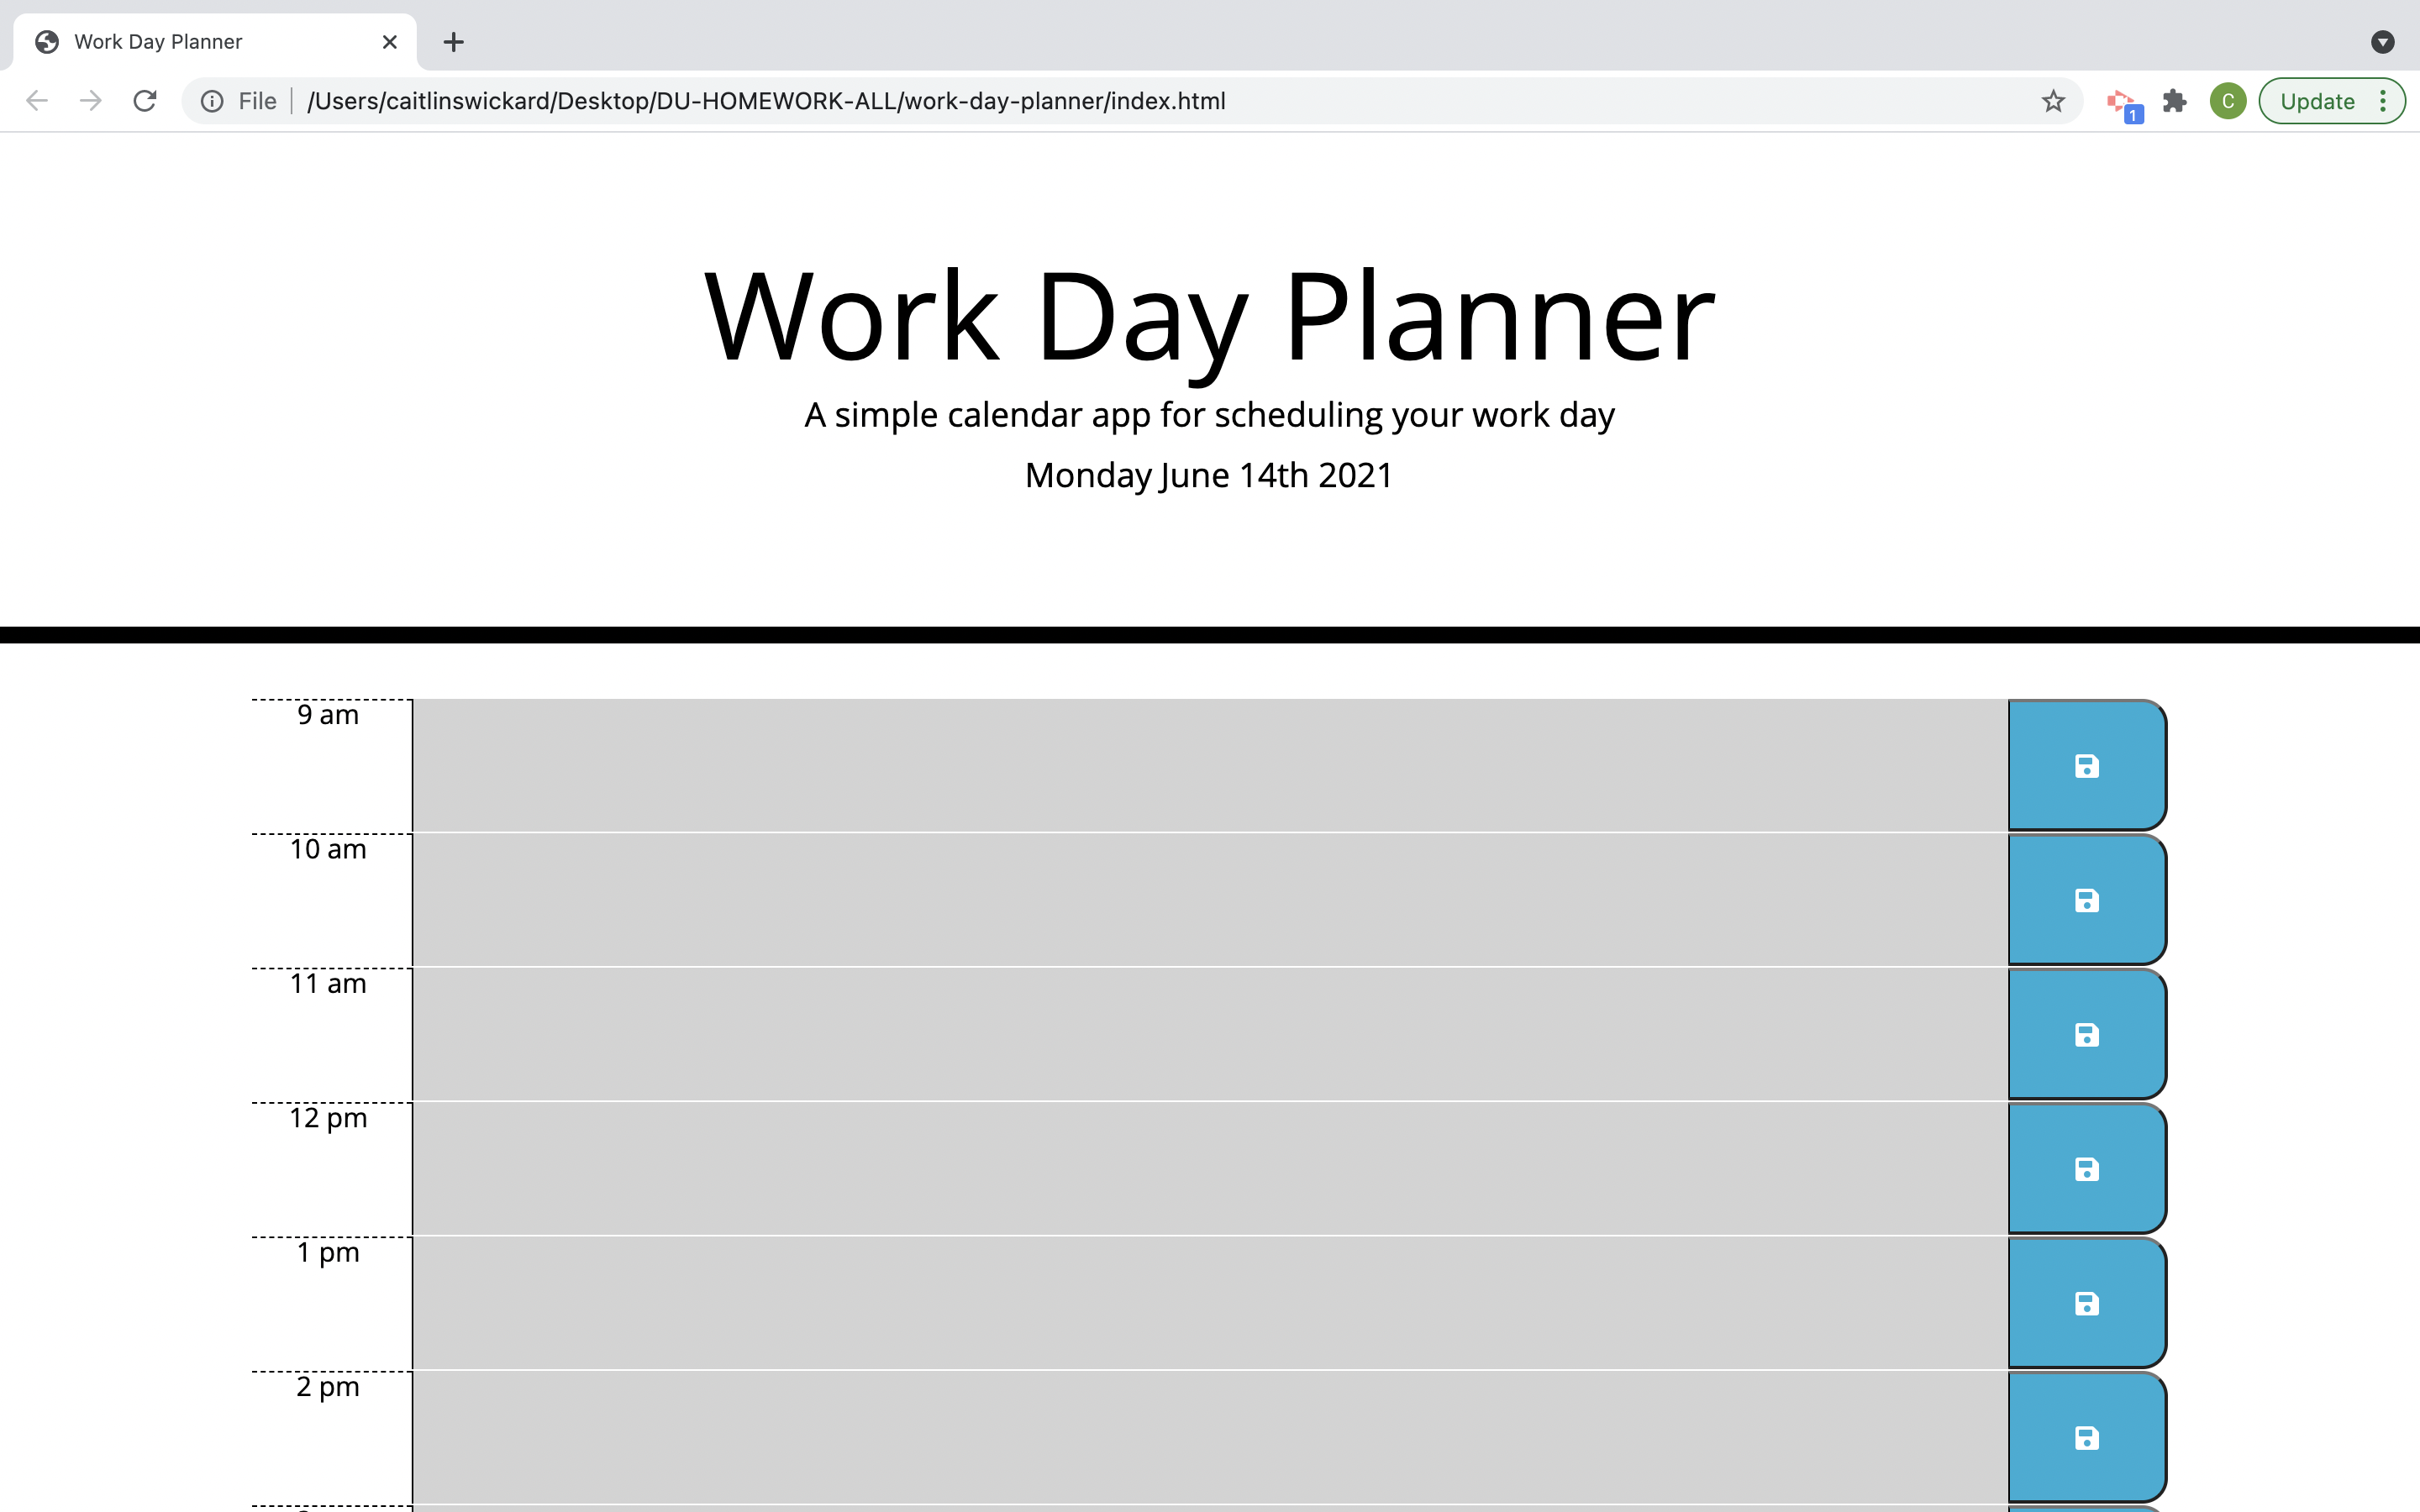 Work Day Planner
File /Users/caitlinswickard/Desktop/DU-HOMEWORK-ALL/work-day-planner/index.html
1
C
Update
Work Day Planner
A simple calendar app for scheduling your work day
Monday June 14th 2021
9 am
10 am
11 am
12 pm
1 pm
2 pm